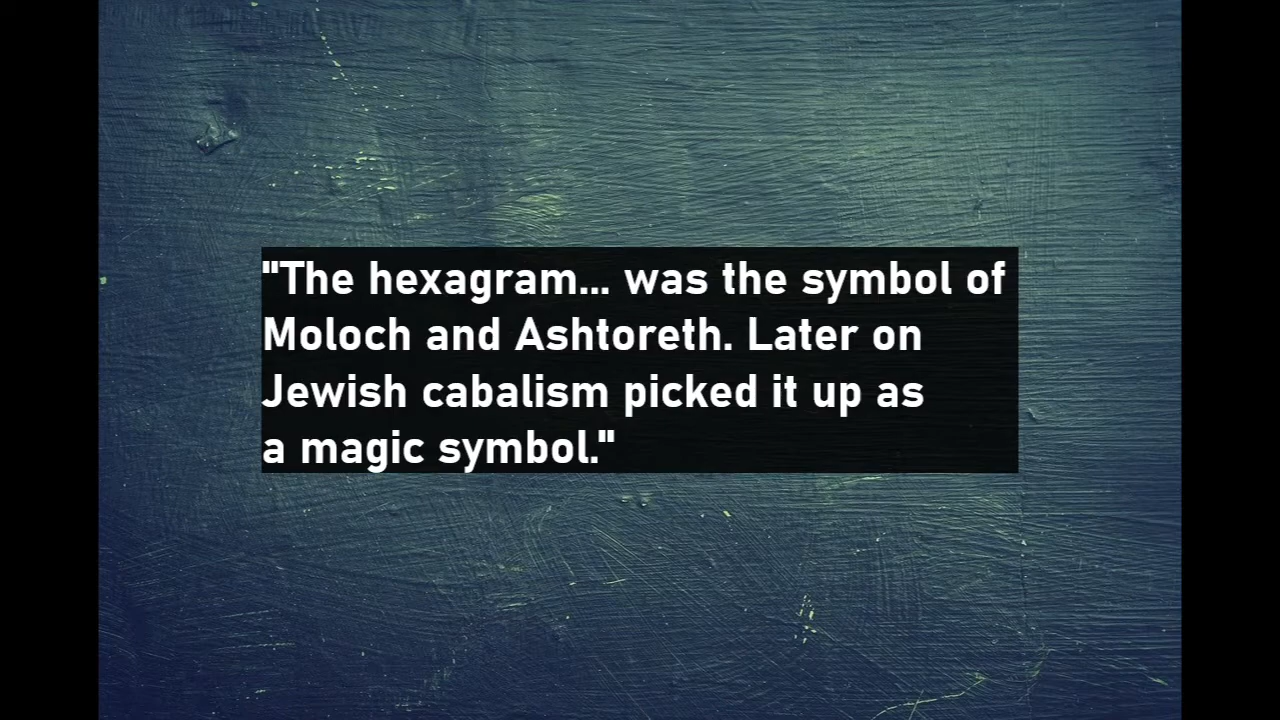 "The hexagram... was the symbol of
Moloch and Ashtoreth. Later on
Jewish cabalism picked it up as
a magic symbol."